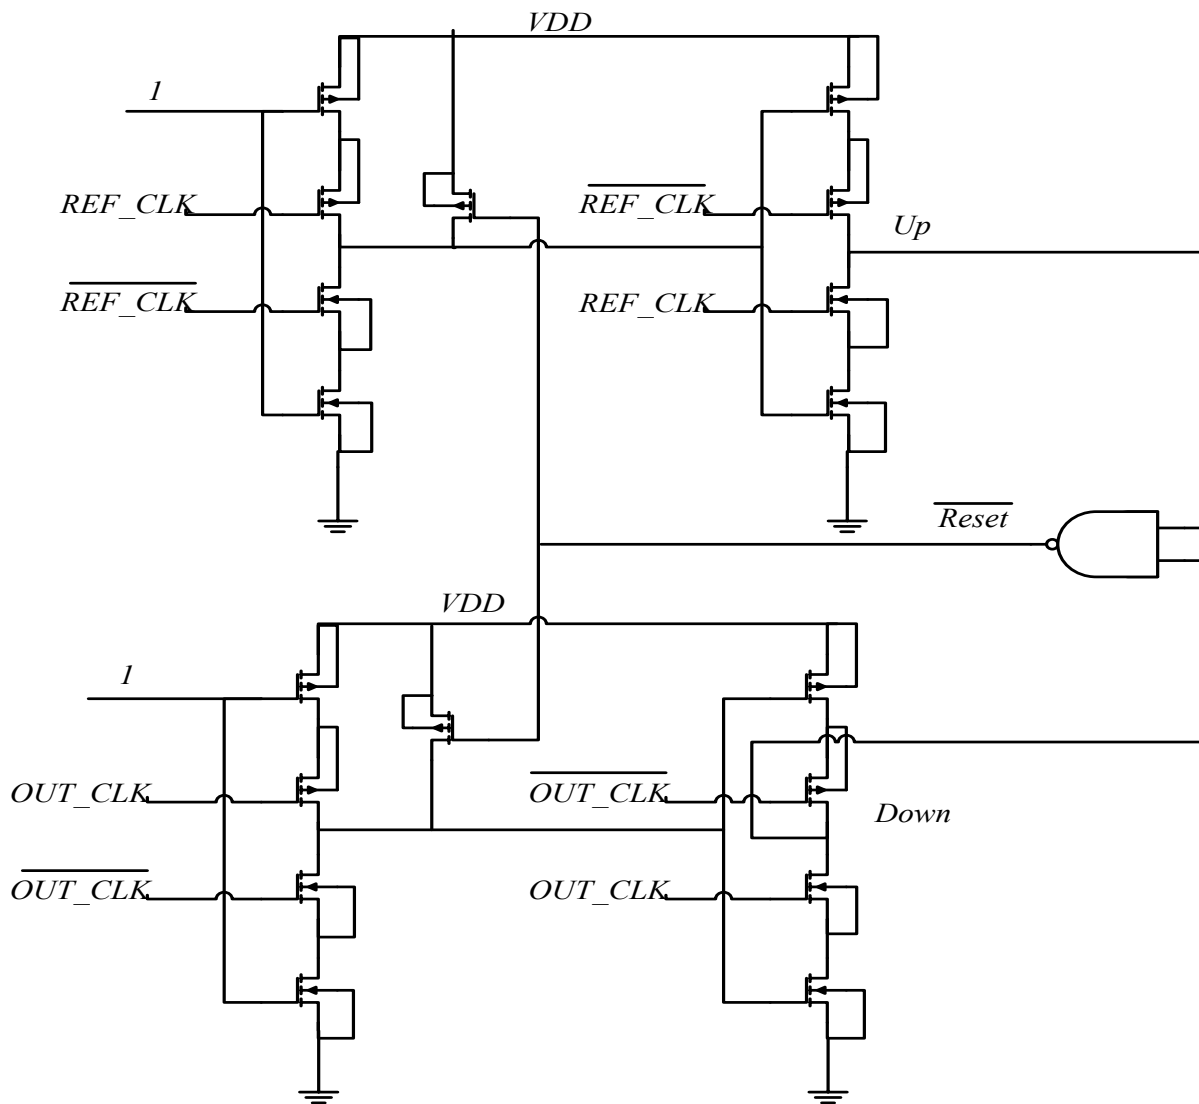 VDD
1
REF_CLK
REF_CLK
Up
REF_CLK
REF_CLK
Reset
VDD
1
OUT_CLK
OUT_CLK
Down
OUT_CLK
OUT_CLK